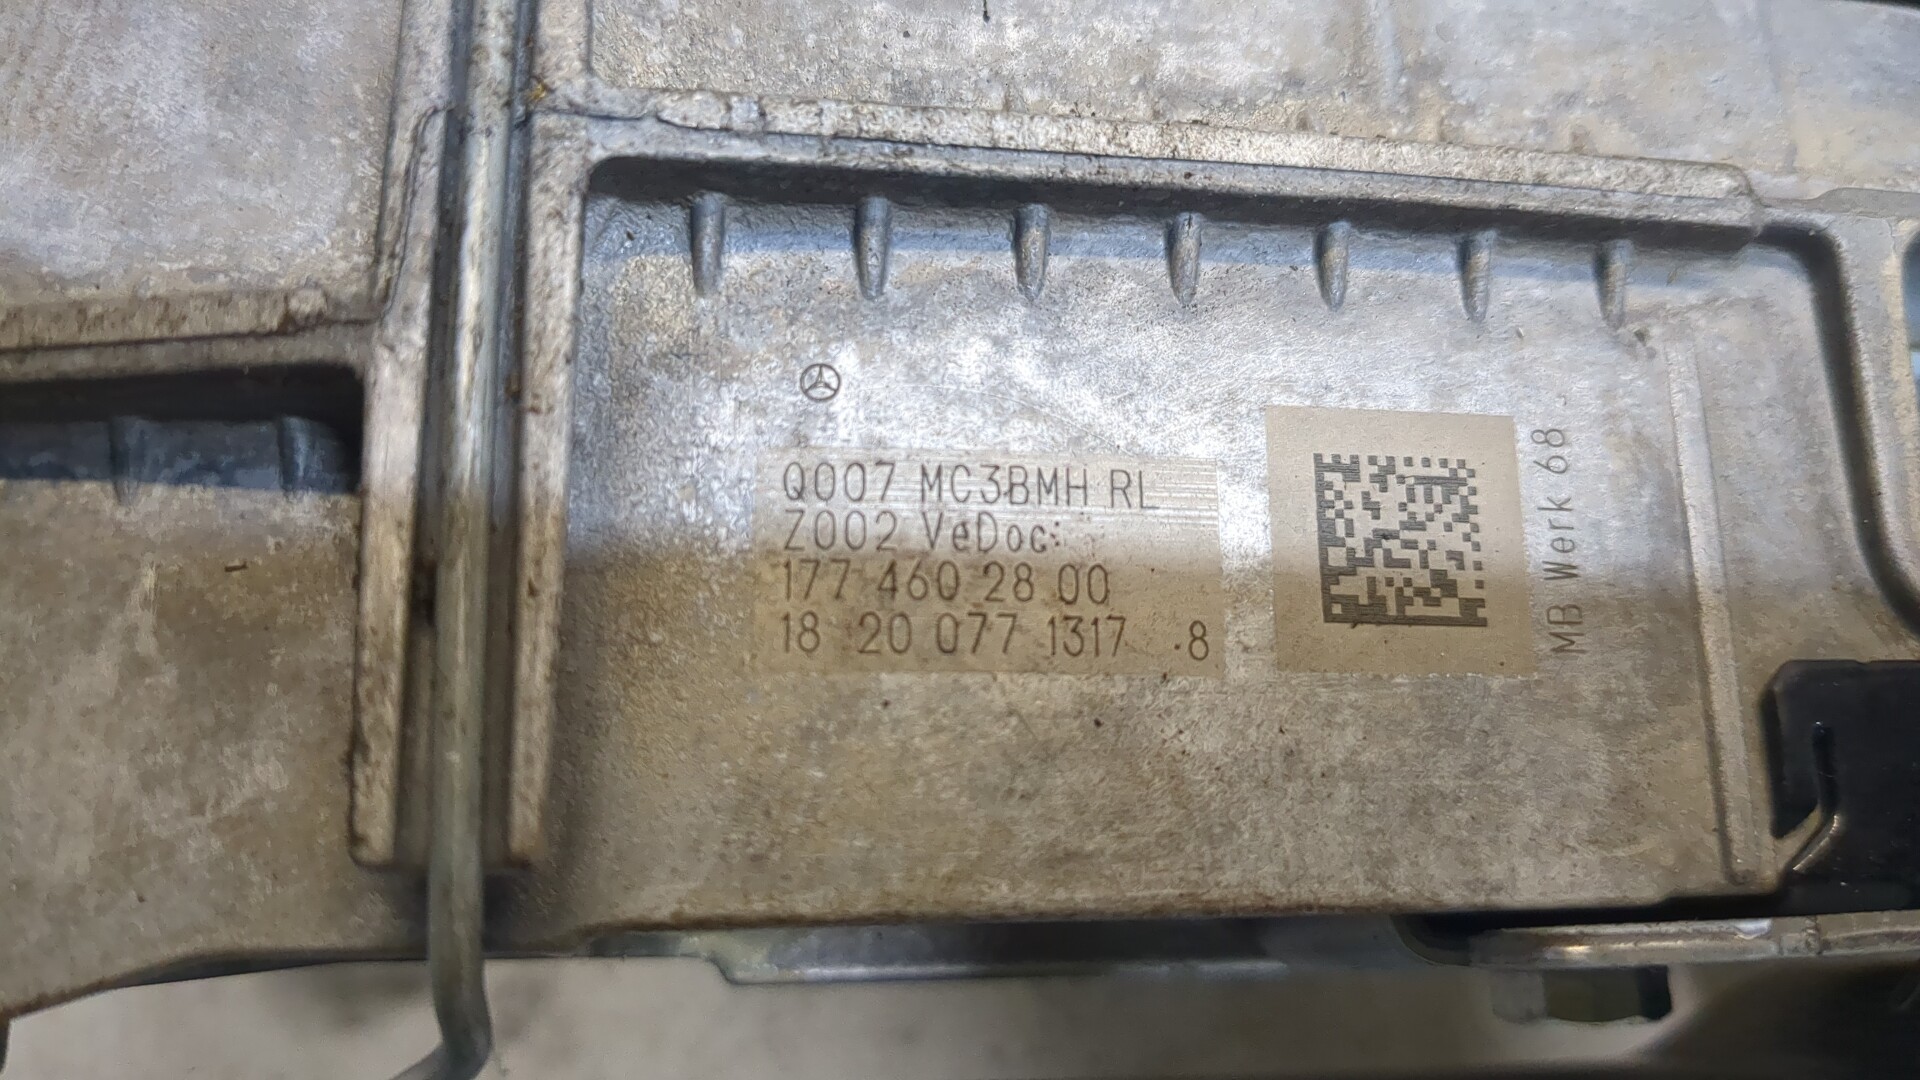 Q007 MC3BMH RL
Z002 VeDoc
177 460 28 00
18 20 077 1317 8
MB Werk 68